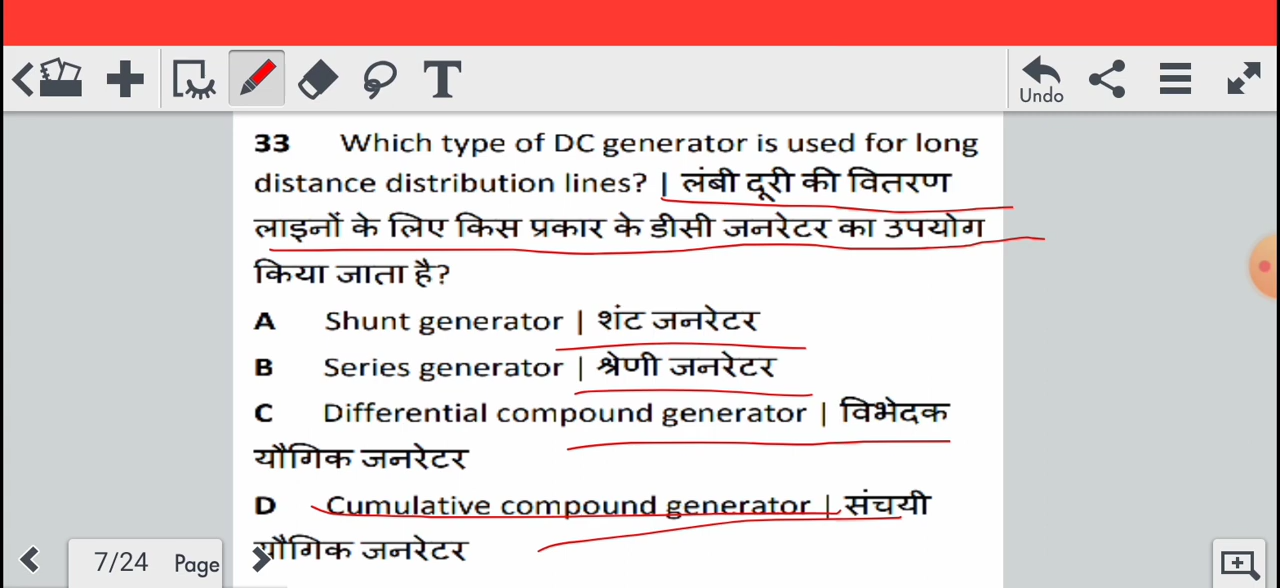 Undo
33 Which type of DC generator is used for long
distance distribution lines? | लंबी दूरी की वितरण
लाइनों के लिए किस प्रकार के डीसी जनरेटर का उपयोग
किया जाता है?
A Shunt generator | शंट जनरेटर
B Series generator | श्रेणी जनरेटर
C Differential compound generator | विभेदक
यौगिक जनरेटर
D Cumulative compound generator | संचयी
यौगिक जनरेटर
7/24 Page